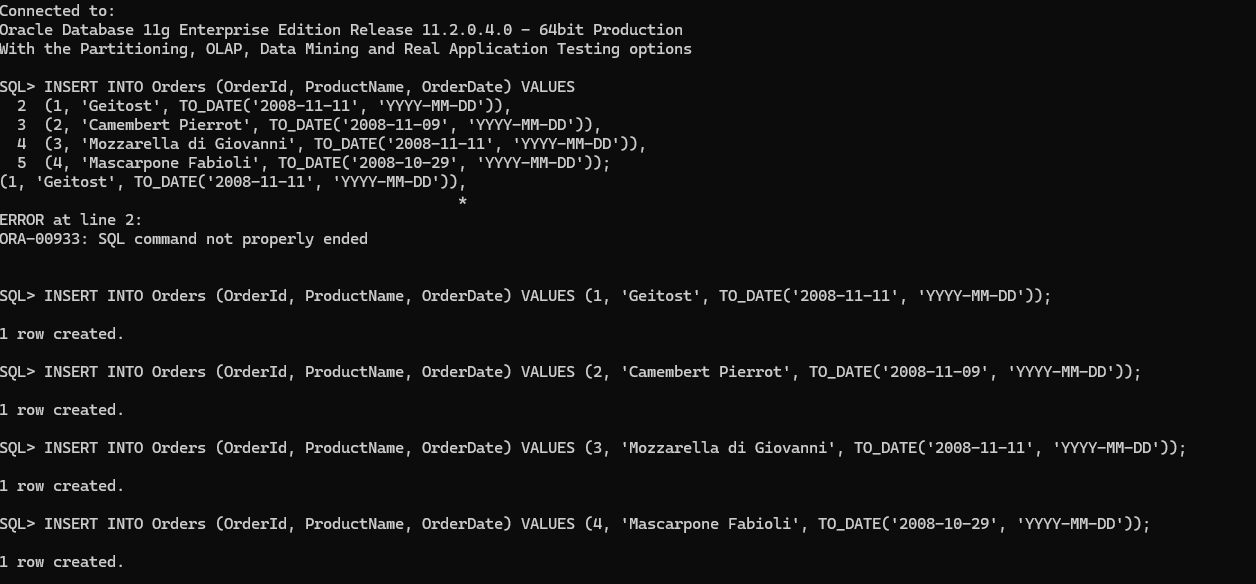 Connected to:
Oracle Database 11g Enterprise Edition Release 11.2.0.4.0 - 64bit Production
With the Partitioning, OLAP, Data Mining and Real Application Testing options
SQL> INSERT INTO Orders (OrderId, ProductName, OrderDate) VALUES
  2  (1, 'Geitost', TO_DATE('2008-11-11', 'YYYY-MM-DD')),
  3  (2, 'Camembert Pierrot', TO_DATE('2008-11-09', 'YYYY-MM-DD')),
  4  (3, 'Mozzarella di Giovanni', TO_DATE('2008-11-11', 'YYYY-MM-DD')),
  5  (4, 'Mascarpone Fabioli', TO_DATE('2008-10-29', 'YYYY-MM-DD'));
(1, 'Geitost', TO_DATE('2008-11-11', 'YYYY-MM-DD')),
                                                   *
ERROR at line 2:
ORA-00933: SQL command not properly ended
SQL> INSERT INTO Orders (OrderId, ProductName, OrderDate) VALUES (1, 'Geitost', TO_DATE('2008-11-11', 'YYYY-MM-DD'));
1 row created.
SQL> INSERT INTO Orders (OrderId, ProductName, OrderDate) VALUES (2, 'Camembert Pierrot', TO_DATE('2008-11-09', 'YYYY-MM-DD'));
1 row created.
SQL> INSERT INTO Orders (OrderId, ProductName, OrderDate) VALUES (3, 'Mozzarella di Giovanni', TO_DATE('2008-11-11', 'YYYY-MM-DD'));
1 row created.
SQL> INSERT INTO Orders (OrderId, ProductName, OrderDate) VALUES (4, 'Mascarpone Fabioli', TO_DATE('2008-10-29', 'YYYY-MM-DD'));
1 row created.